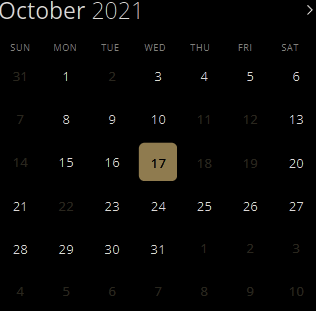 October 2021
SUN MON TUE WED THU FRI SAT
31 1 2 3 4 5 6
7 8 9 10 11 12 13
14 15 16 17 18 19 20
21 22 23 24 25 26 27
28 29 30 31 1 2 3
4 5 6 7 8 9 10